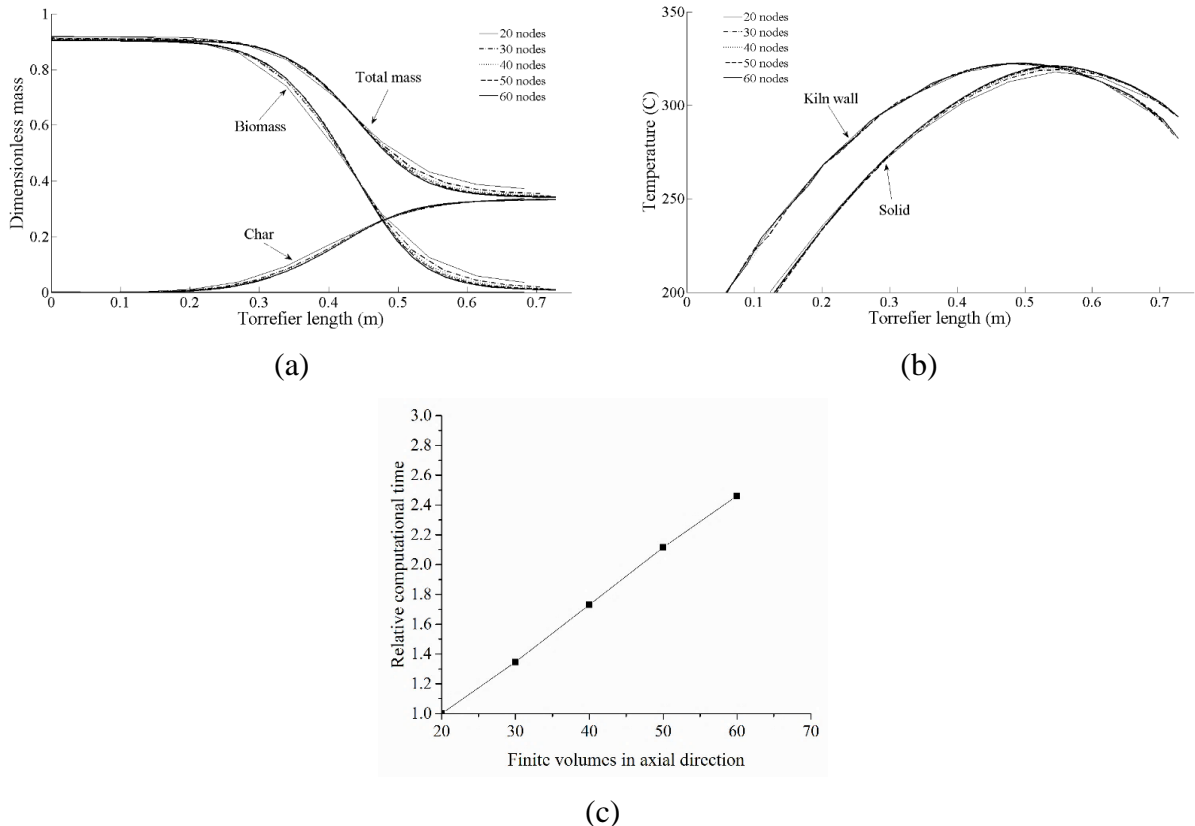 1
0.8
0.6
0.4
0.2
0
Dimensionless mass
20 nodes
30 nodes
40 nodes
50 nodes
60 nodes
Total mass
Biomass
Char
0 0.1 0.2 0.3 0.4 0.5 0.6 0.7
Torrefier length (m)
(a)
350
300
250
200
Temperature (C)
20 nodes
30 nodes
40 nodes
50 nodes
60 nodes
Kiln wall
Solid
0 0.1 0.2 0.3 0.4 0.5 0.6 0.7
Torrefier length (m)
(b)
3.0
2.8
2.6
2.4
2.2
2.0
1.8
1.6
1.4
1.2
1.0
Relative computational time
20 30 40 50 60 70
Finite volumes in axial direction
(c)